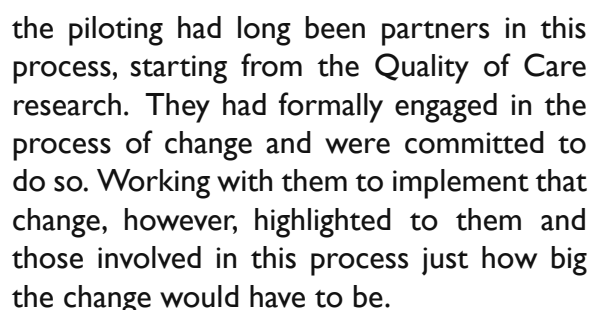 the piloting had long been partners in this
process, starting from the Quality of Care
research. They had formally engaged in the
process of change and were committed to
do so. Working with them to implement that
change, however, highlighted to them and
those involved in this process just how big
the change would have to be.